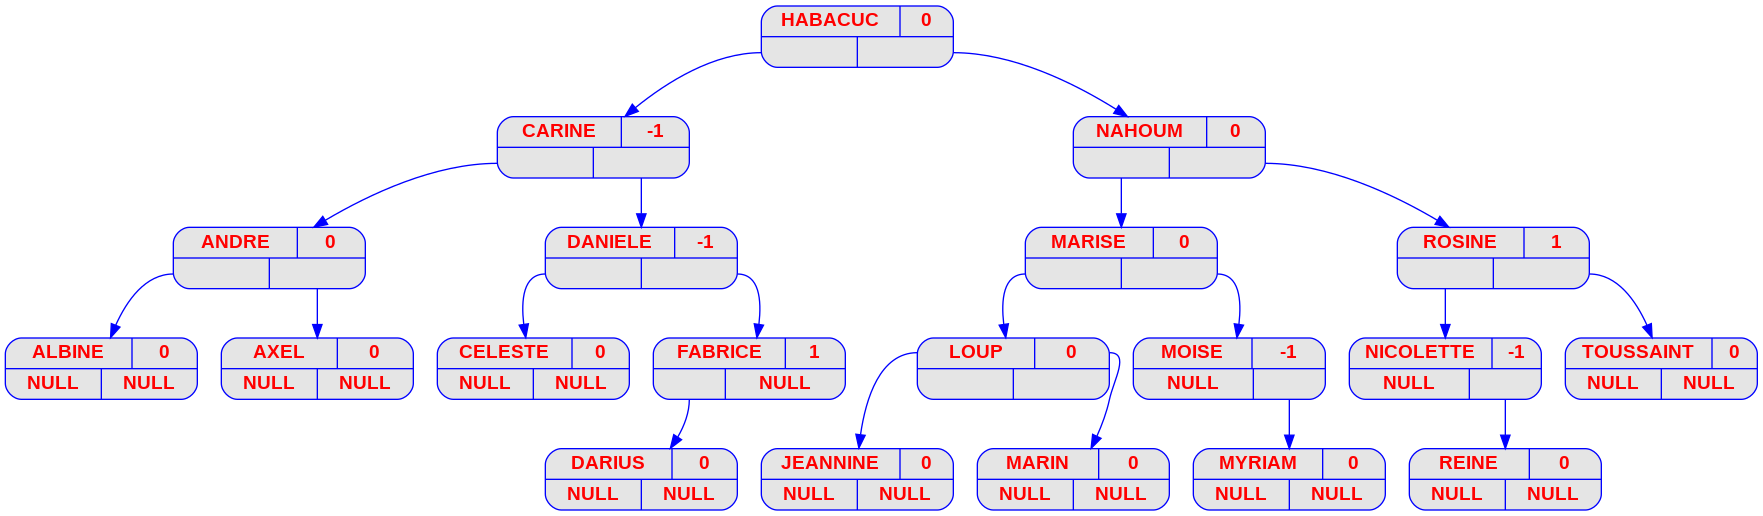 HABACUC 0
CARINE -1
NAHOUM 0
ANDRE 0
DANIELE -1
MARISE 0
ROSINE 1
ALBINE 0
NULL NULL
AXEL 0
NULL NULL
CELESTE 0
NULL NULL
FABRICE 1
NULL
LOUP 0
MOISE -1
NULL
NICOLETTE -1
NULL
TOUSSAINT 0
NULL NULL
DARIUS 0
NULL NULL
JEANNINE 0
NULL NULL
MARIN 0
NULL NULL
MYRIAM 0
NULL NULL
REINE 0
NULL NULL